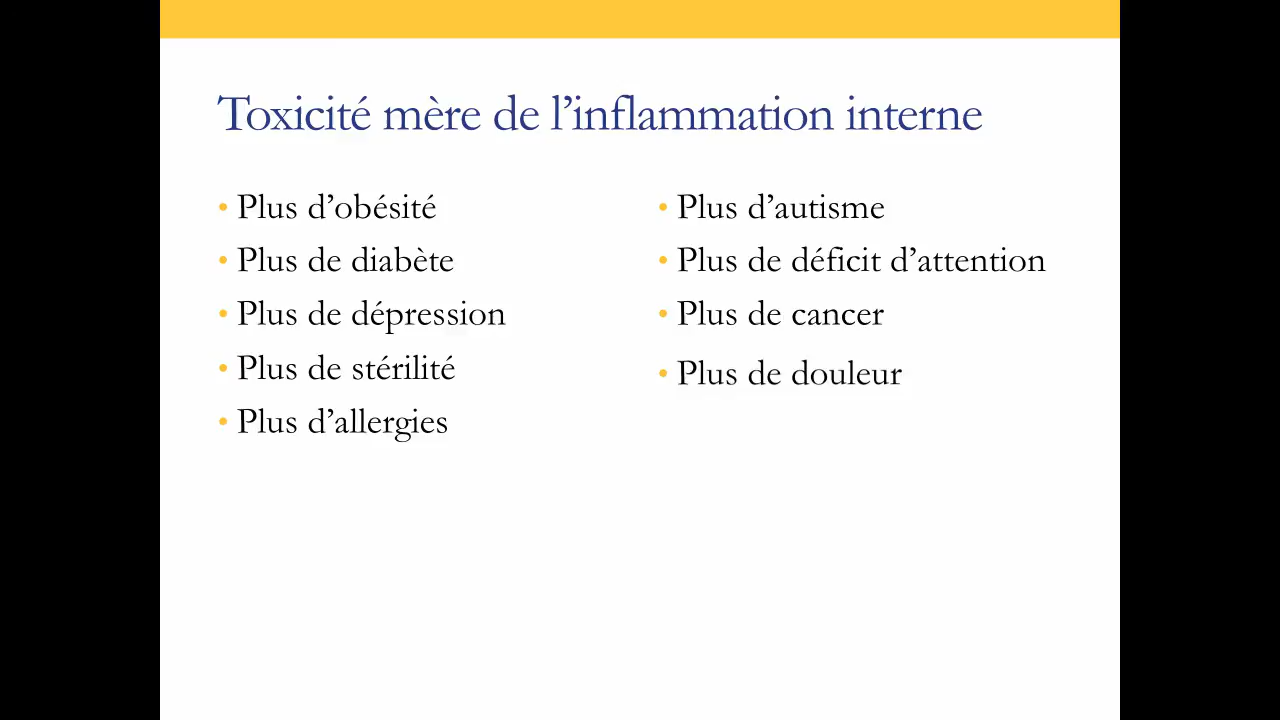 Toxicité mère de l’inflammation interne
• Plus d’obésité
• Plus de diabète
• Plus de dépression
• Plus de stérilité
• Plus d’allergies
• Plus d’autisme
• Plus de déficit d’attention
• Plus de cancer
• Plus de douleur